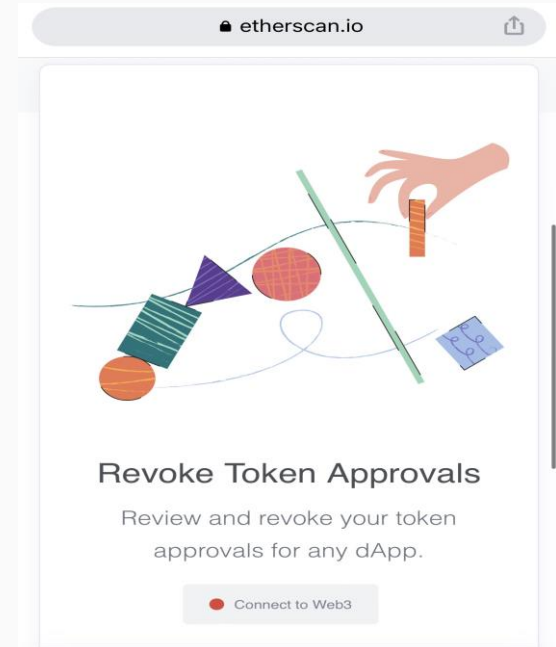 etherscan.io
Revoke Token Approvals
Review and revoke your token
approvals for any dApp.
Connect to Web3